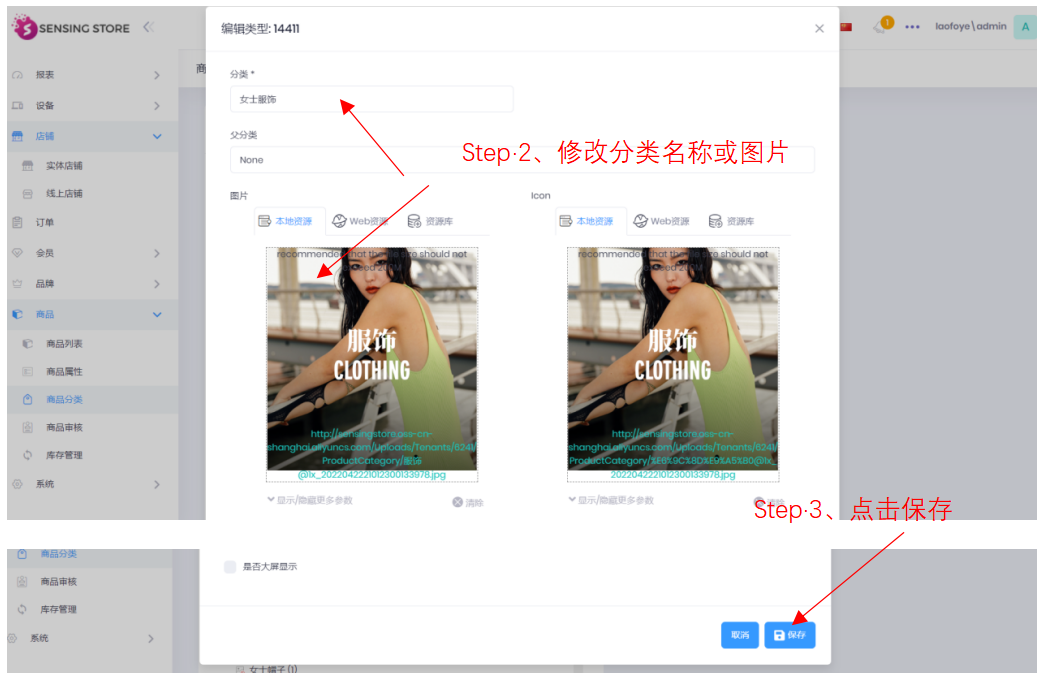 SENSING STORE
编辑类型: 14411
1
laofoye\admin
A
报表
设备
店铺
实体店铺
线上店铺
订单
会员
品牌
商品
商品列表
商品属性
商品分类
商品审核
库存管理
系统
商
分类 *
女士服饰
父分类
None
Step·2、修改分类名称或图片
图片
本地资源
Web资源
资源库
recommended that the size should not
服饰
CLOTHING
http://sensingstore.oss-cn-
shanghai.aliyuncs.com/Uploads/Tenants/6241/
ProductCategory/服饰
@1x_2022042221012300133978.jpg
显示/隐藏更多参数
清除
Icon
本地资源
Web资源
资源库
recommended that the size should not
服饰
CLOTHING
http://sensingstore.oss-cn-
shanghai.aliyuncs.com/Uploads/Tenants/6241/
ProductCategory/%E6%9C%8D%E9%A5%B0@1x_
2022042221012300133978.jpg
显示/隐藏更多参数
清除
Step·3、点击保存
商品分类
商品审核
库存管理
系统
是否大屏显示
取消
保存
女士帽子 (1)